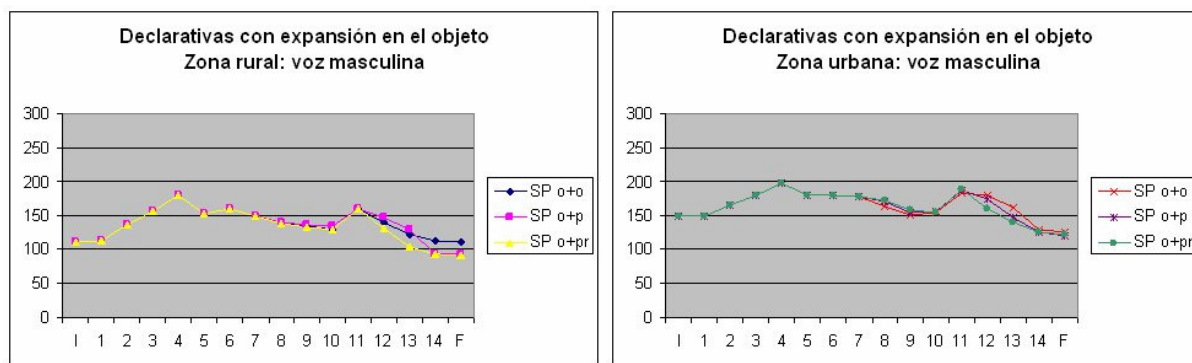 Declarativas con expansión en el objeto
Zona rural: voz masculina
300
250
200
150
100
50
0
I 1 2 3 4 5 6 7 8 9 10 11 12 13 14 F
SP o+o
SP o+p
SP o+pr
Declarativas con expansión en el objeto
Zona urbana: voz masculina
300
250
200
150
100
50
0
I 1 2 3 4 5 6 7 8 9 10 11 12 13 14 F
SP o+o
SP o+p
SP o+pr